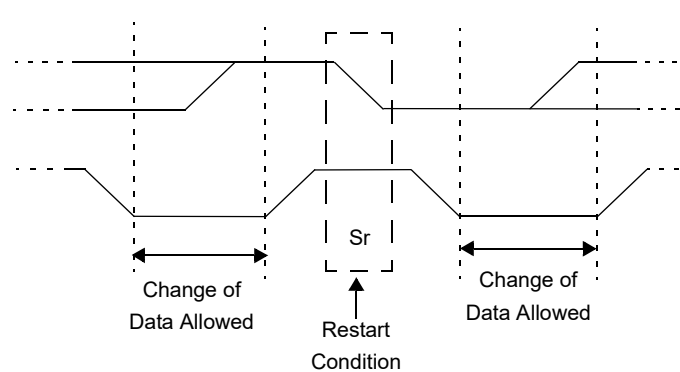 Sr
Change of
Data Allowed
Restart
Condition
Change of
Data Allowed